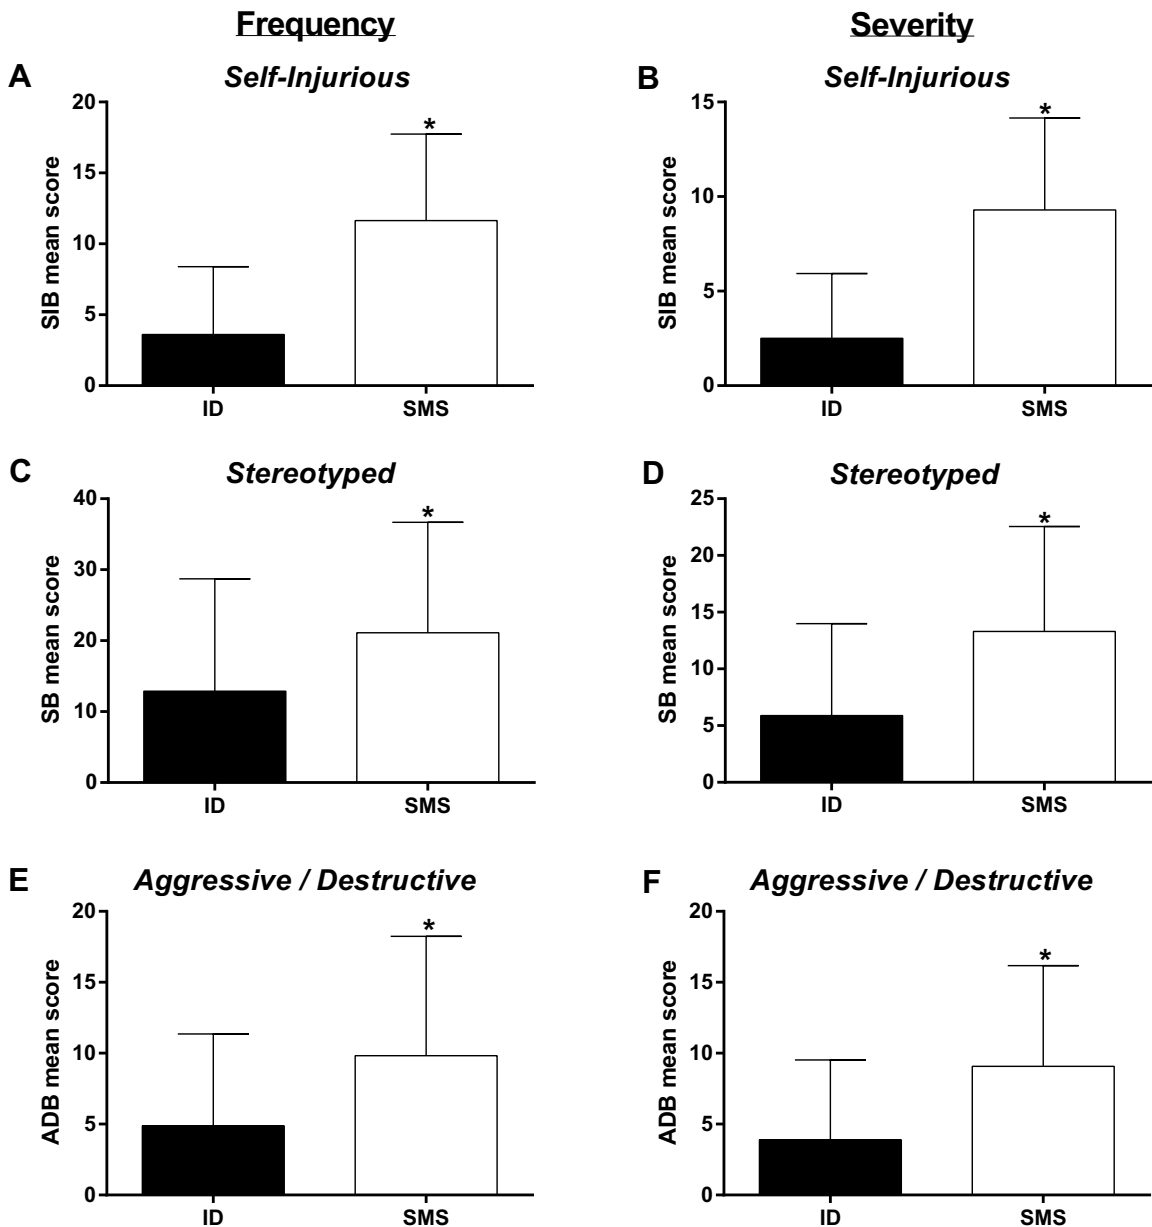 Frequency
Severity
A
Self-Injurious
20
15
10
5
0
SIB mean score
*
ID
SMS
B
Self-Injurious
15
10
5
0
SIB mean score
*
ID
SMS
C
Stereotyped
40
30
20
10
0
SB mean score
*
ID
SMS
D
Stereotyped
25
20
15
10
5
0
SB mean score
*
ID
SMS
E
Aggressive / Destructive
20
15
10
5
0
ADB mean score
*
ID
SMS
F
Aggressive / Destructive
20
15
10
5
0
ADB mean score
*
ID
SMS